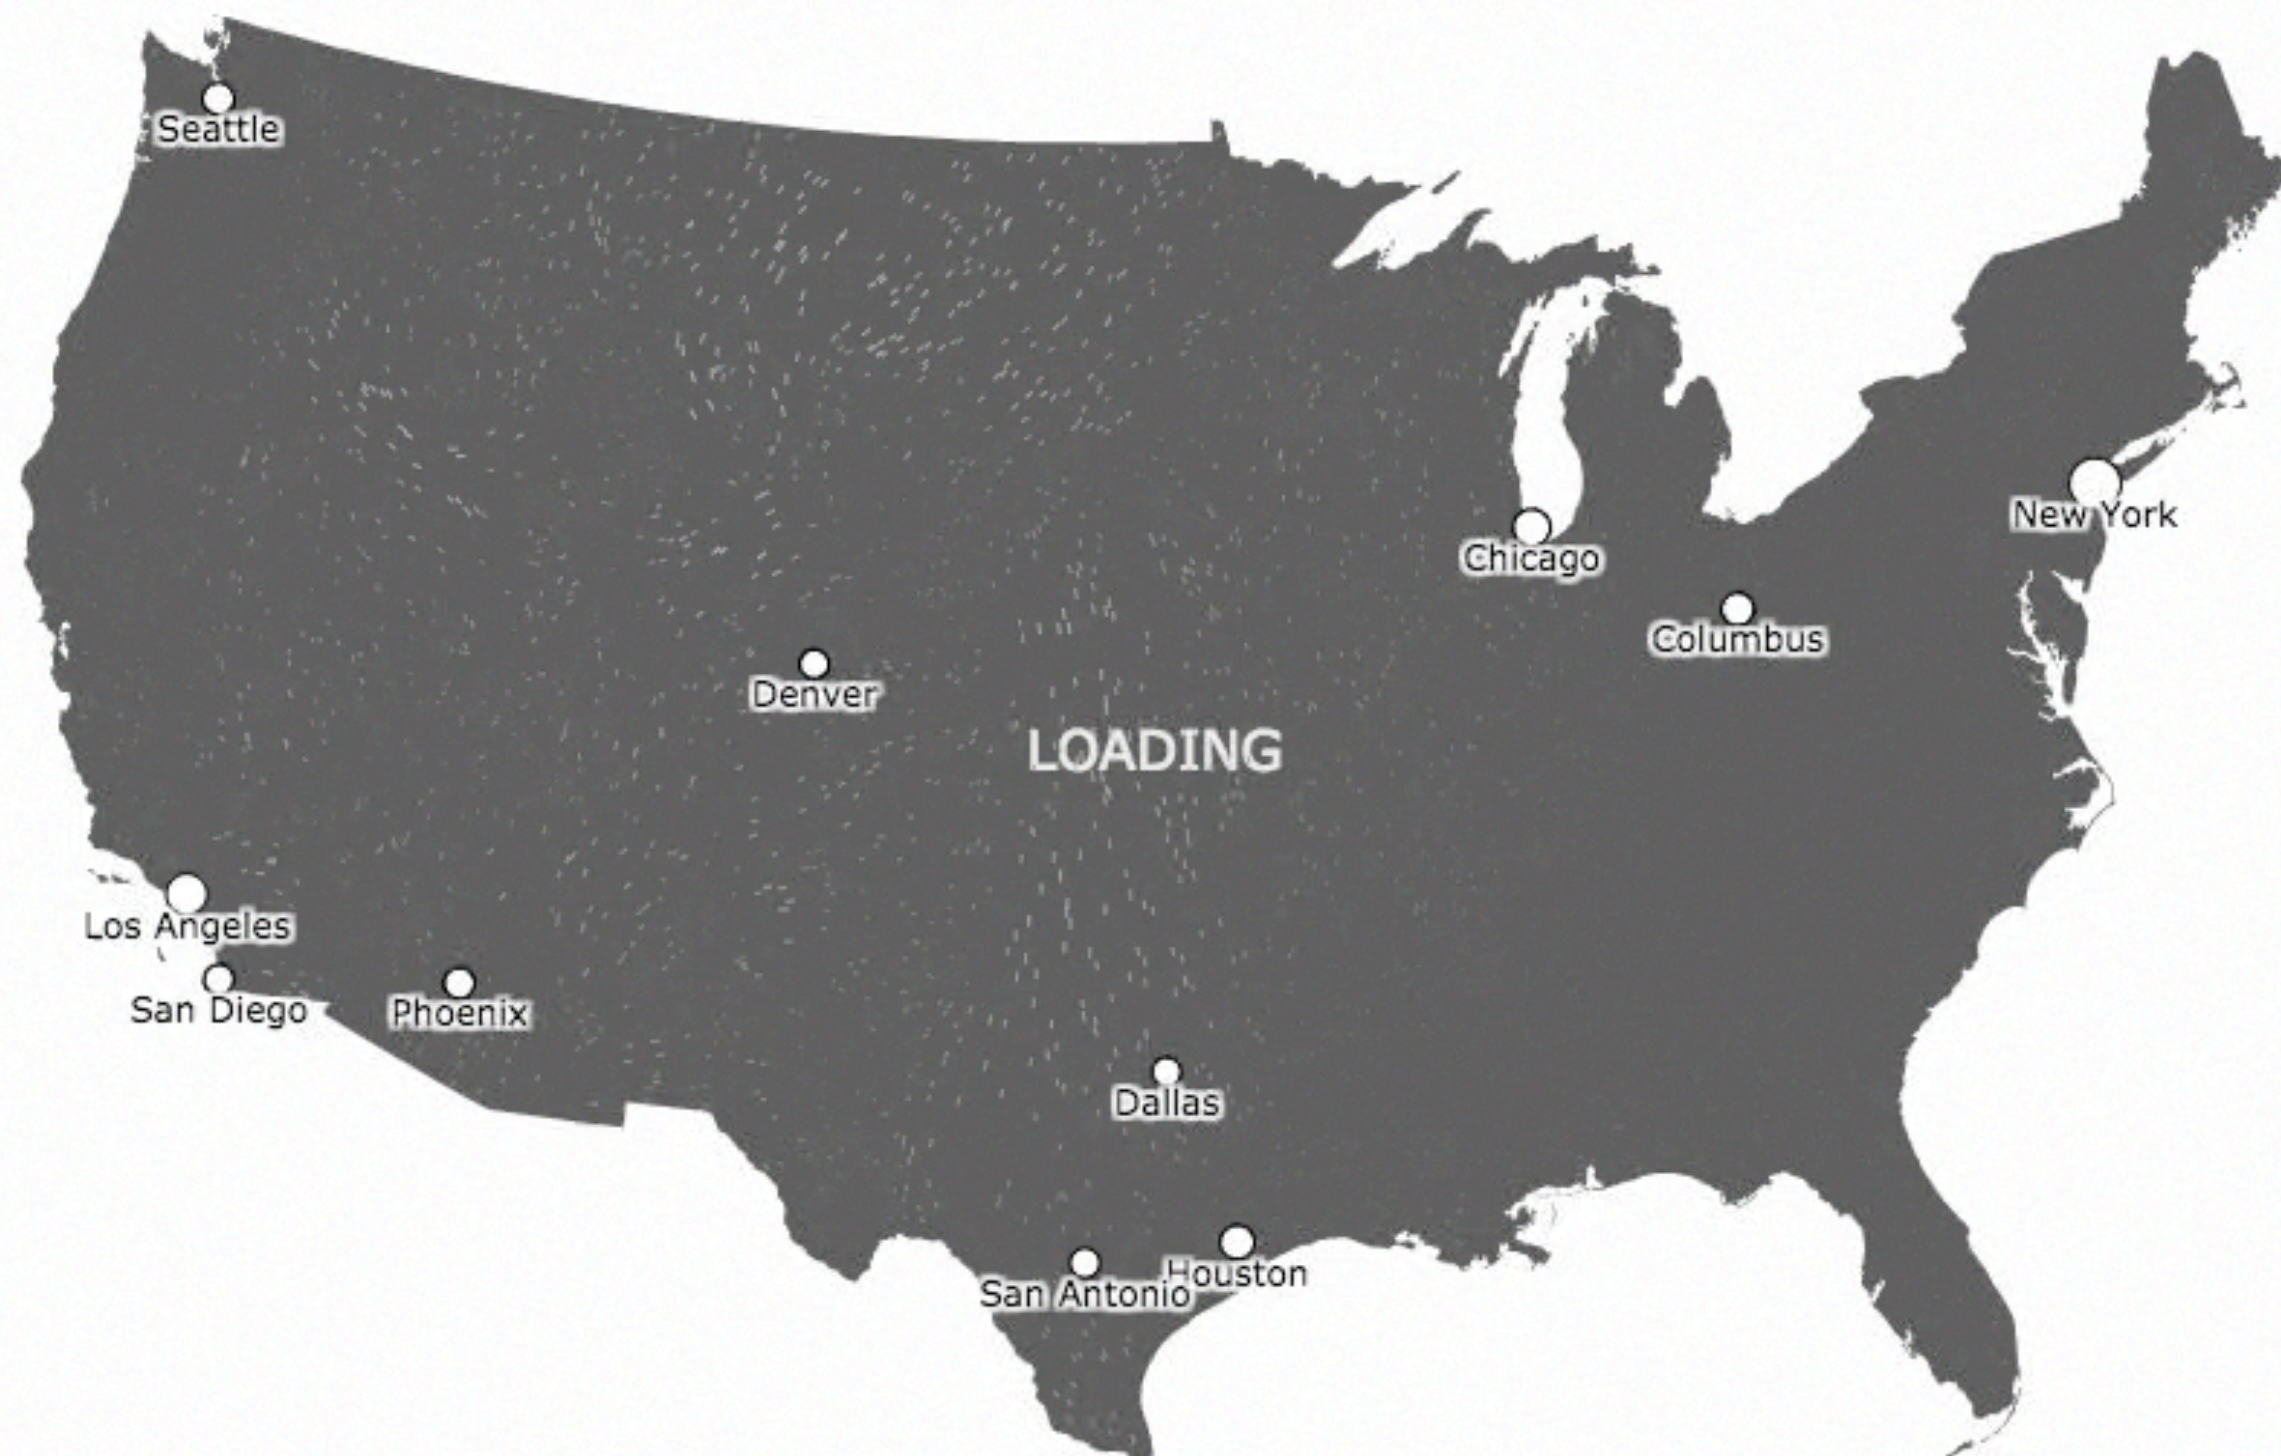 Seattle
New York
Chicago
Columbus
Denver
LOADING
Los Angeles
San Diego
Phoenix
Dallas
Houston
San Antonio